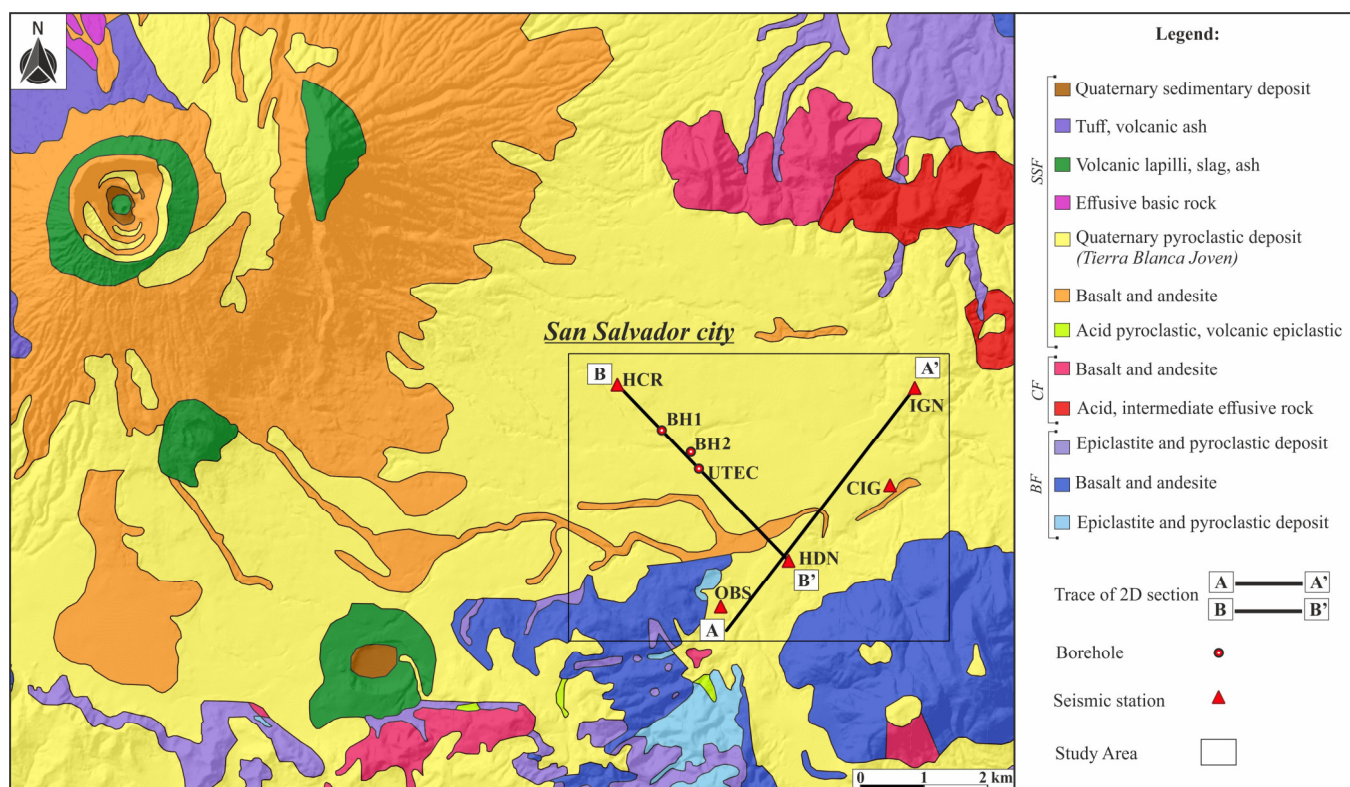 N
San Salvador city
B
HCR
A'
IGN
BH1
BH2
UTEC
CIG
HDN
B'
OBS
A
0 1 2 km
Legend:
SSF
Quaternary sedimentary deposit
Tuff, volcanic ash
Volcanic lapilli, slag, ash
Effusive basic rock
Quaternary pyroclastic deposit
(Tierra Blanca Joven)
Basalt and andesite
Acid pyroclastic, volcanic epiclastic
CF
Basalt and andesite
Acid, intermediate effusive rock
BF
Epiclastite and pyroclastic deposit
Basalt and andesite
Epiclastite and pyroclastic deposit
Trace of 2D section
A A'
B B'
Borehole
Seismic station
Study Area